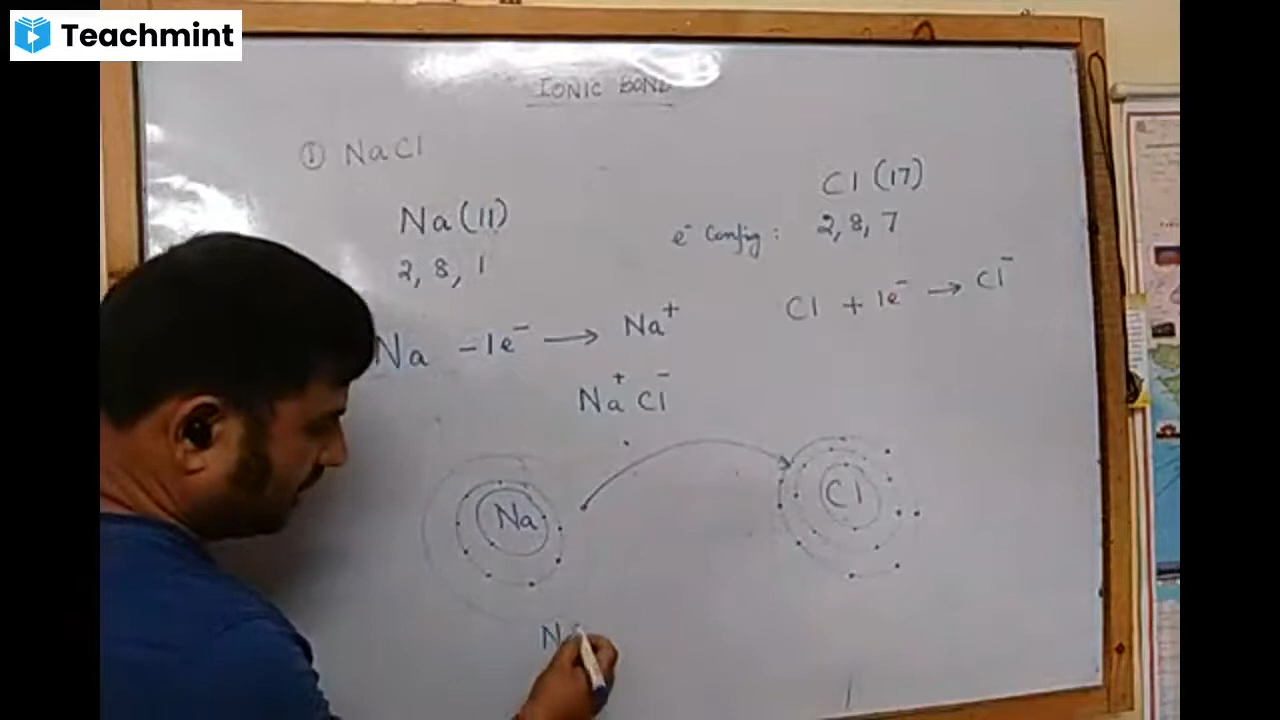 Teachmint
IONIC BOND
① NaCl
Na (11)
2, 8, 1
Cl (17)
e⁻ Config : 2, 8, 7
Na - 1e⁻ → Na⁺
Cl + 1e⁻ → Cl⁻
Na⁺ Cl⁻
Na
Cl
N